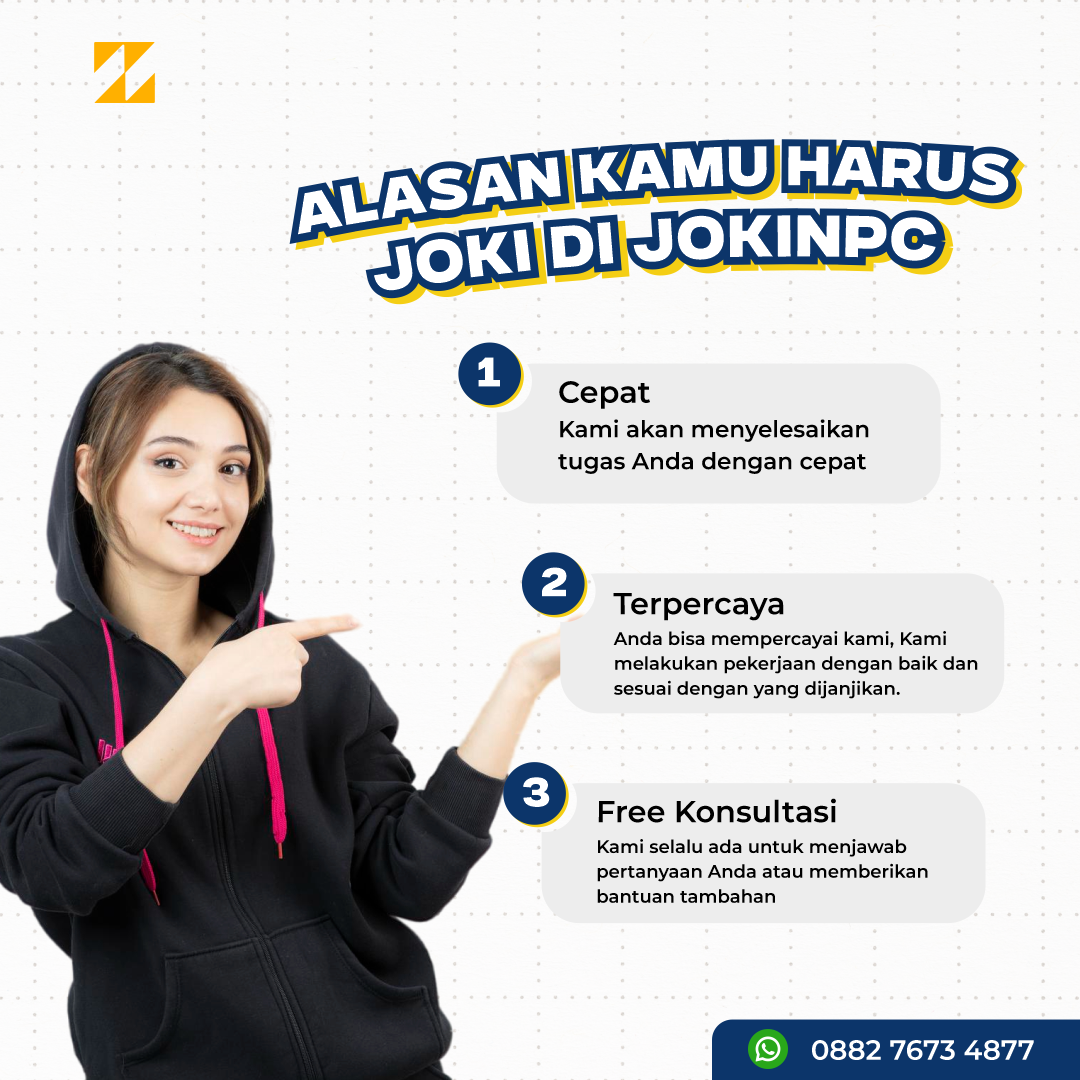 ALASAN KAMU HARUS
JOKI DI JOKINPC
1
Cepat
Kami akan menyelesaikan
tugas Anda dengan cepat
2
Terpercaya
Anda bisa mempercayai kami, Kami
melakukan pekerjaan dengan baik dan
sesuai dengan yang dijanjikan.
3
Free Konsultasi
Kami selalu ada untuk menjawab
pertanyaan Anda atau memberikan
bantuan tambahan
0882 7673 4877